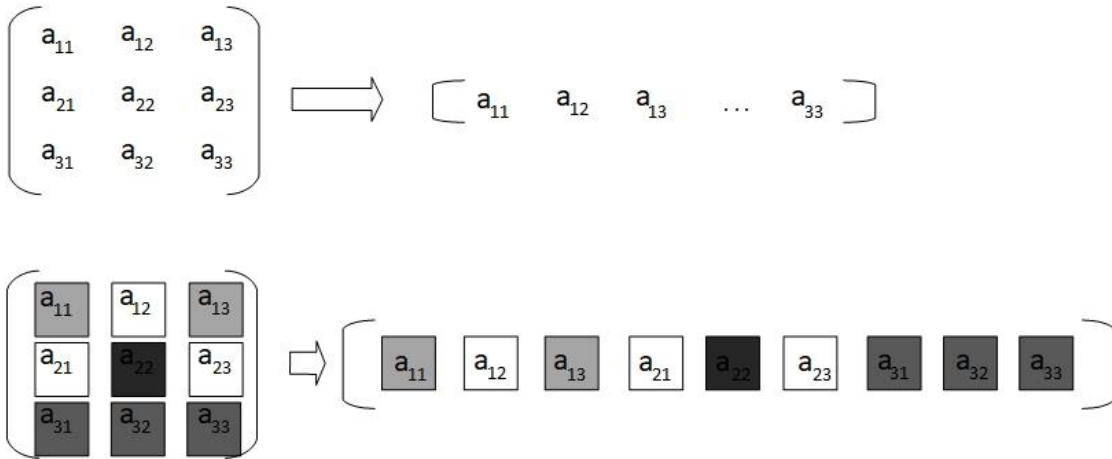 a11 a12 a13
a21 a22 a23
a31 a32 a33
a11 a12 a13 ... a33
a11 a12 a13
a21 a22 a23
a31 a32 a33
a11 a12 a13 a21 a22 a23 a31 a32 a33